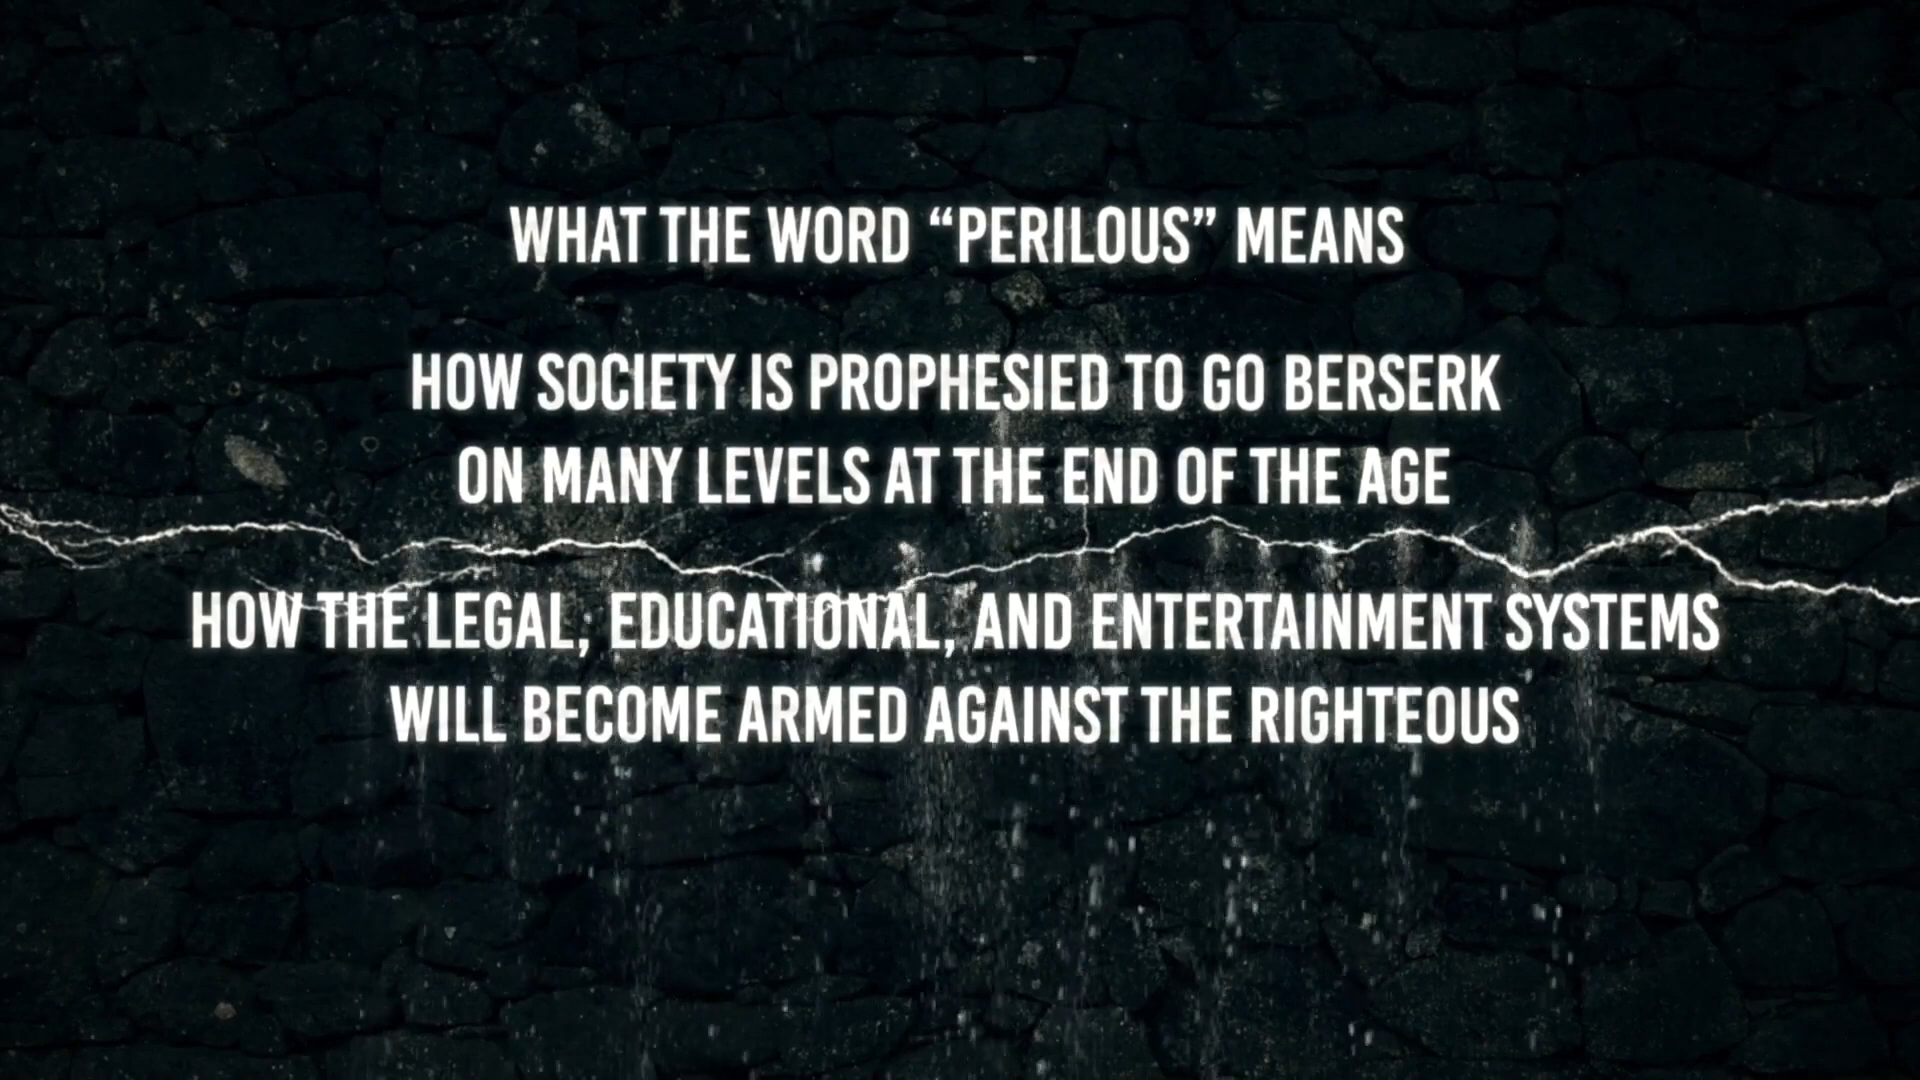 WHAT THE WORD “PERILOUS” MEANS
HOW SOCIETY IS PROPHESIED TO GO BERSERK
ON MANY LEVELS AT THE END OF THE AGE
HOW THE LEGAL, EDUCATIONAL, AND ENTERTAINMENT SYSTEMS
WILL BECOME ARMED AGAINST THE RIGHTEOUS